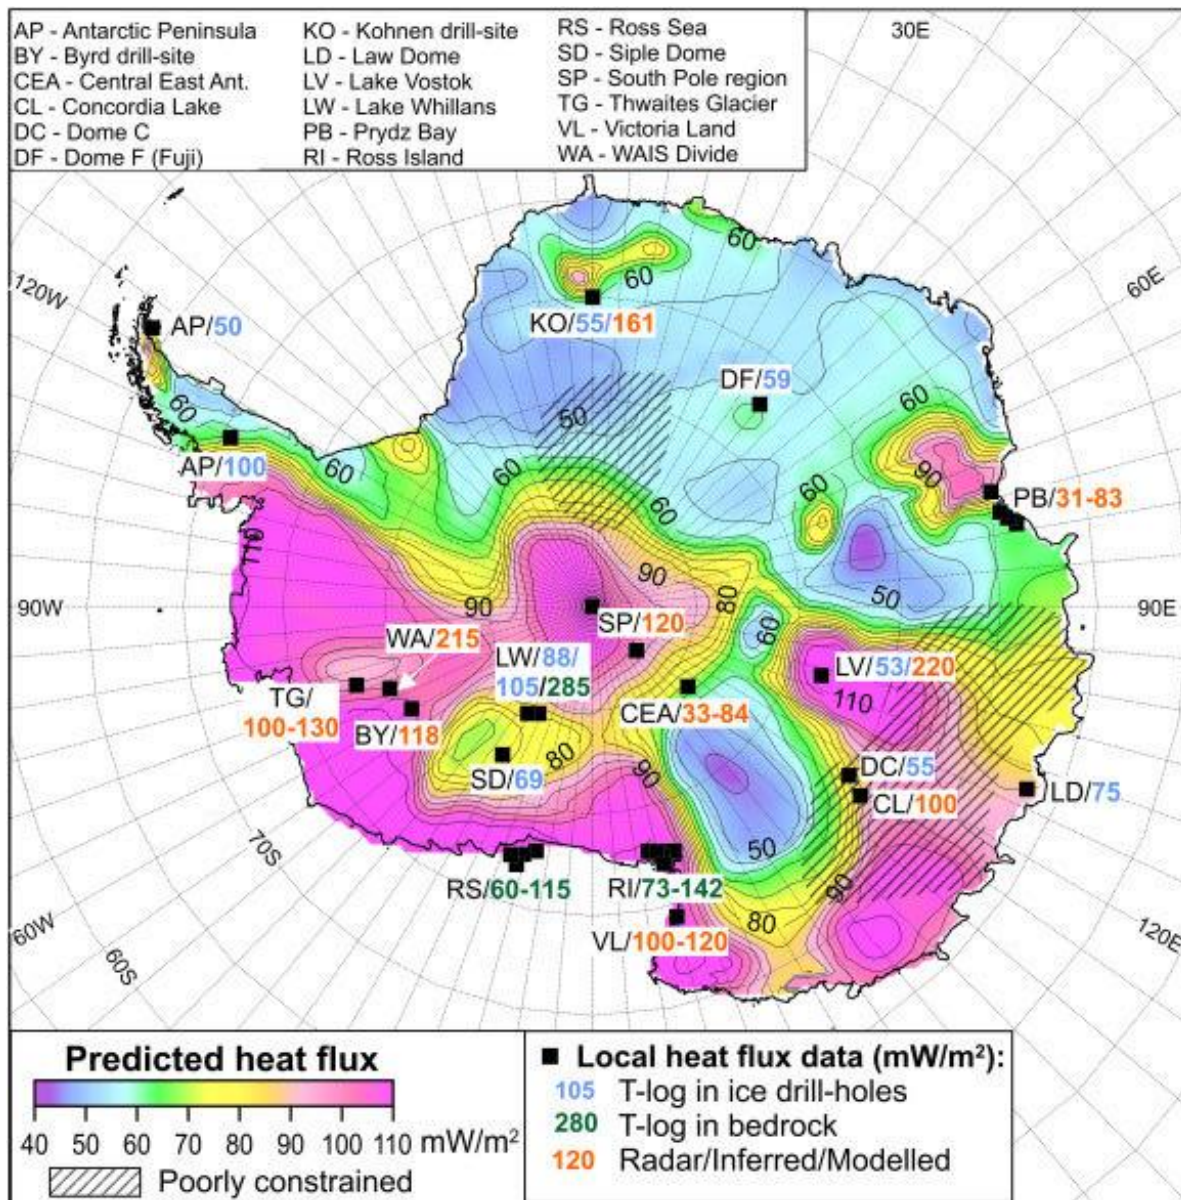 AP - Antarctic Peninsula
BY - Byrd drill-site
CEA - Central East Ant.
CL - Concordia Lake
DC - Dome C
DF - Dome F (Fuji)
KO - Kohnen drill-site
LD - Law Dome
LV - Lake Vostok
LW - Lake Whillans
PB - Prydz Bay
RI - Ross Island
RS - Ross Sea
SD - Siple Dome
SP - South Pole region
TG - Thwaites Glacier
VL - Victoria Land
WA - WAIS Divide
30E
60E
90E
120E
120W
90W
60W
70S
60S
AP/50
AP/100
KO/55/161
DF/59
PB/31-83
SP/120
WA/215
LW/88/
105/285
TG/
100-130
BY/118
SD/69
CEA/33-84
LV/53/220
DC/55
CL/100
LD/75
RS/60-115
RI/73-142
VL/100-120
60
60
60
60
50
60
60
60
60
90
50
60
90
80
60
110
90
110
80
90
50
90
80
Predicted heat flux
40 50 60 70 80 90 100 110 mW/m²
Poorly constrained
Local heat flux data (mW/m²):
105 T-log in ice drill-holes
280 T-log in bedrock
120 Radar/Inferred/Modelled